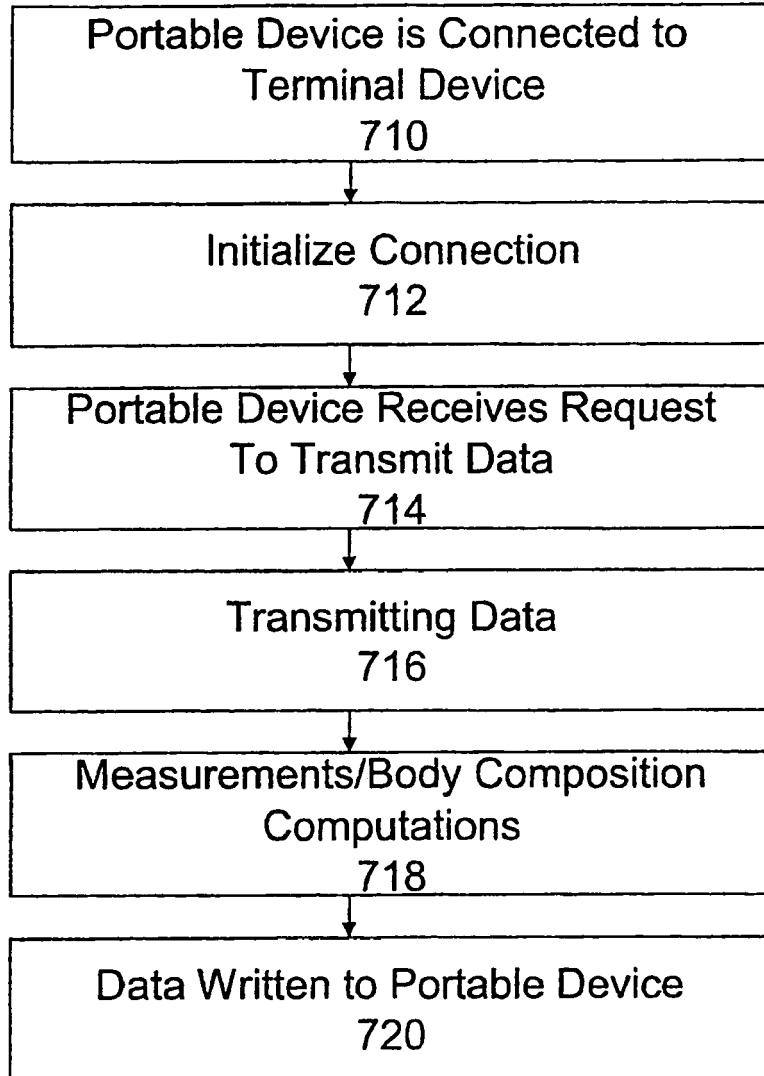 Portable Device is Connected to
Terminal Device
710
Initialize Connection
712
Portable Device Receives Request
To Transmit Data
714
Transmitting Data
716
Measurements/Body Composition
Computations
718
Data Written to Portable Device
720